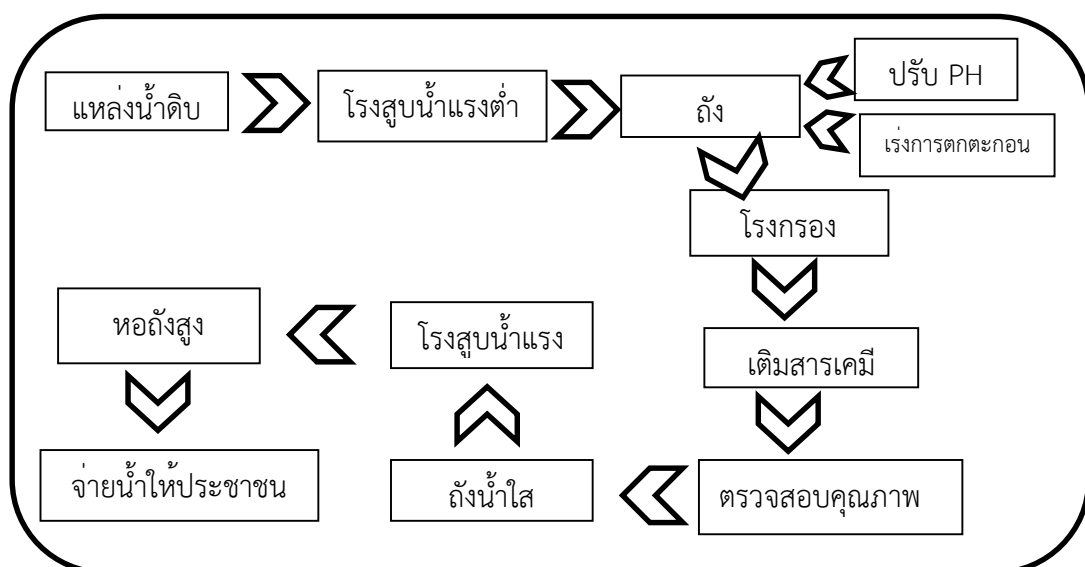 แหล่งน้ำดิบ
โรงสูบน้ำแรงต่ำ
ถัง
ปรับ PH
เร่งการตกตะกอน
โรงกรอง
เติมสารเคมี
ตรวจสอบคุณภาพ
ถังน้ำใส
โรงสูบน้ำแรง
หอถังสูง
จ่ายน้ำให้ประชาชน